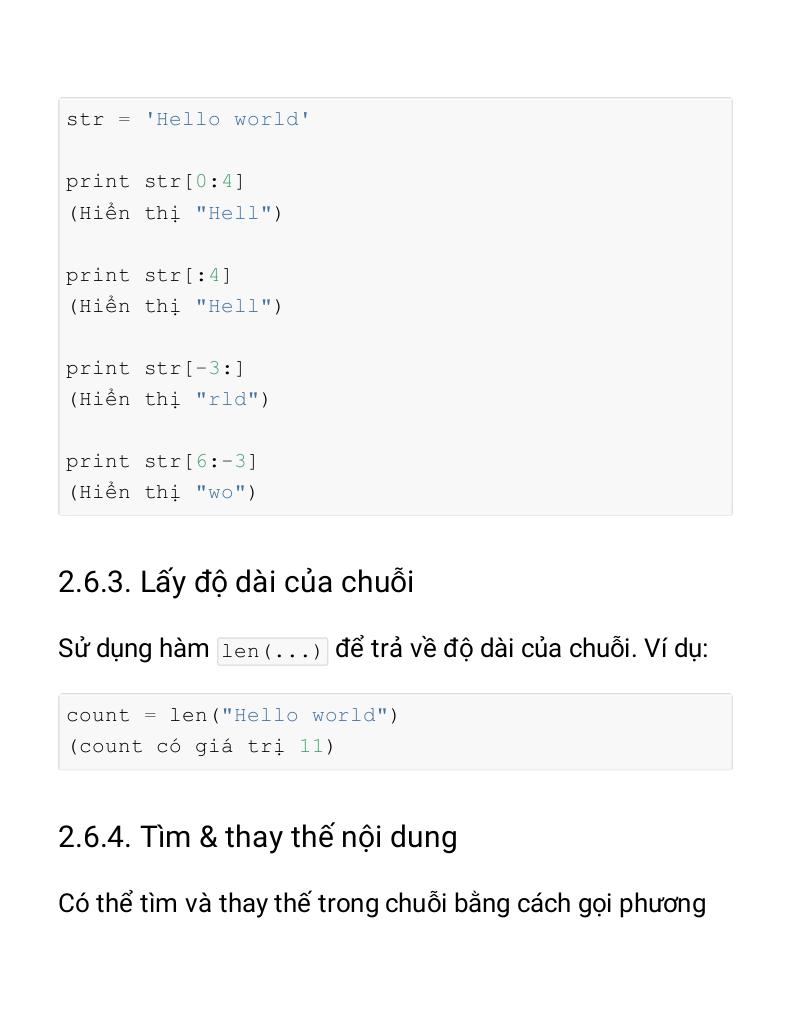 str = 'Hello world'
print str[0:4]
(Hiển thị "Hell")
print str[:4]
(Hiển thị "Hell")
print str[-3:]
(Hiển thị "rld")
print str[6:-3]
(Hiển thị "wo")
2.6.3. Lấy độ dài của chuỗi
Sử dụng hàm len(...) để trả về độ dài của chuỗi. Ví dụ:
count = len("Hello world")
(count có giá trị 11)
2.6.4. Tìm & thay thế nội dung
Có thể tìm và thay thế trong chuỗi bằng cách gọi phương